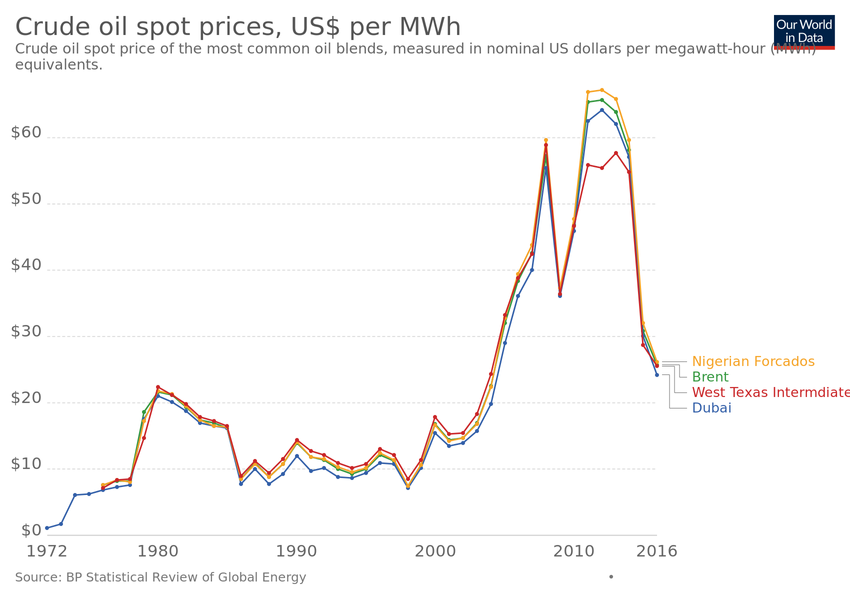 Crude oil spot prices, US$ per MWh
Our World
in Data
Crude oil spot price of the most common oil blends, measured in nominal US dollars per megawatt-hour (MWh)
equivalents.
$60
$50
$40
$30
$20
$10
$0
Nigerian Forcados
Brent
West Texas Intermdiate
Dubai
1972
1980
1990
2000
2010
2016
Source: BP Statistical Review of Global Energy
•